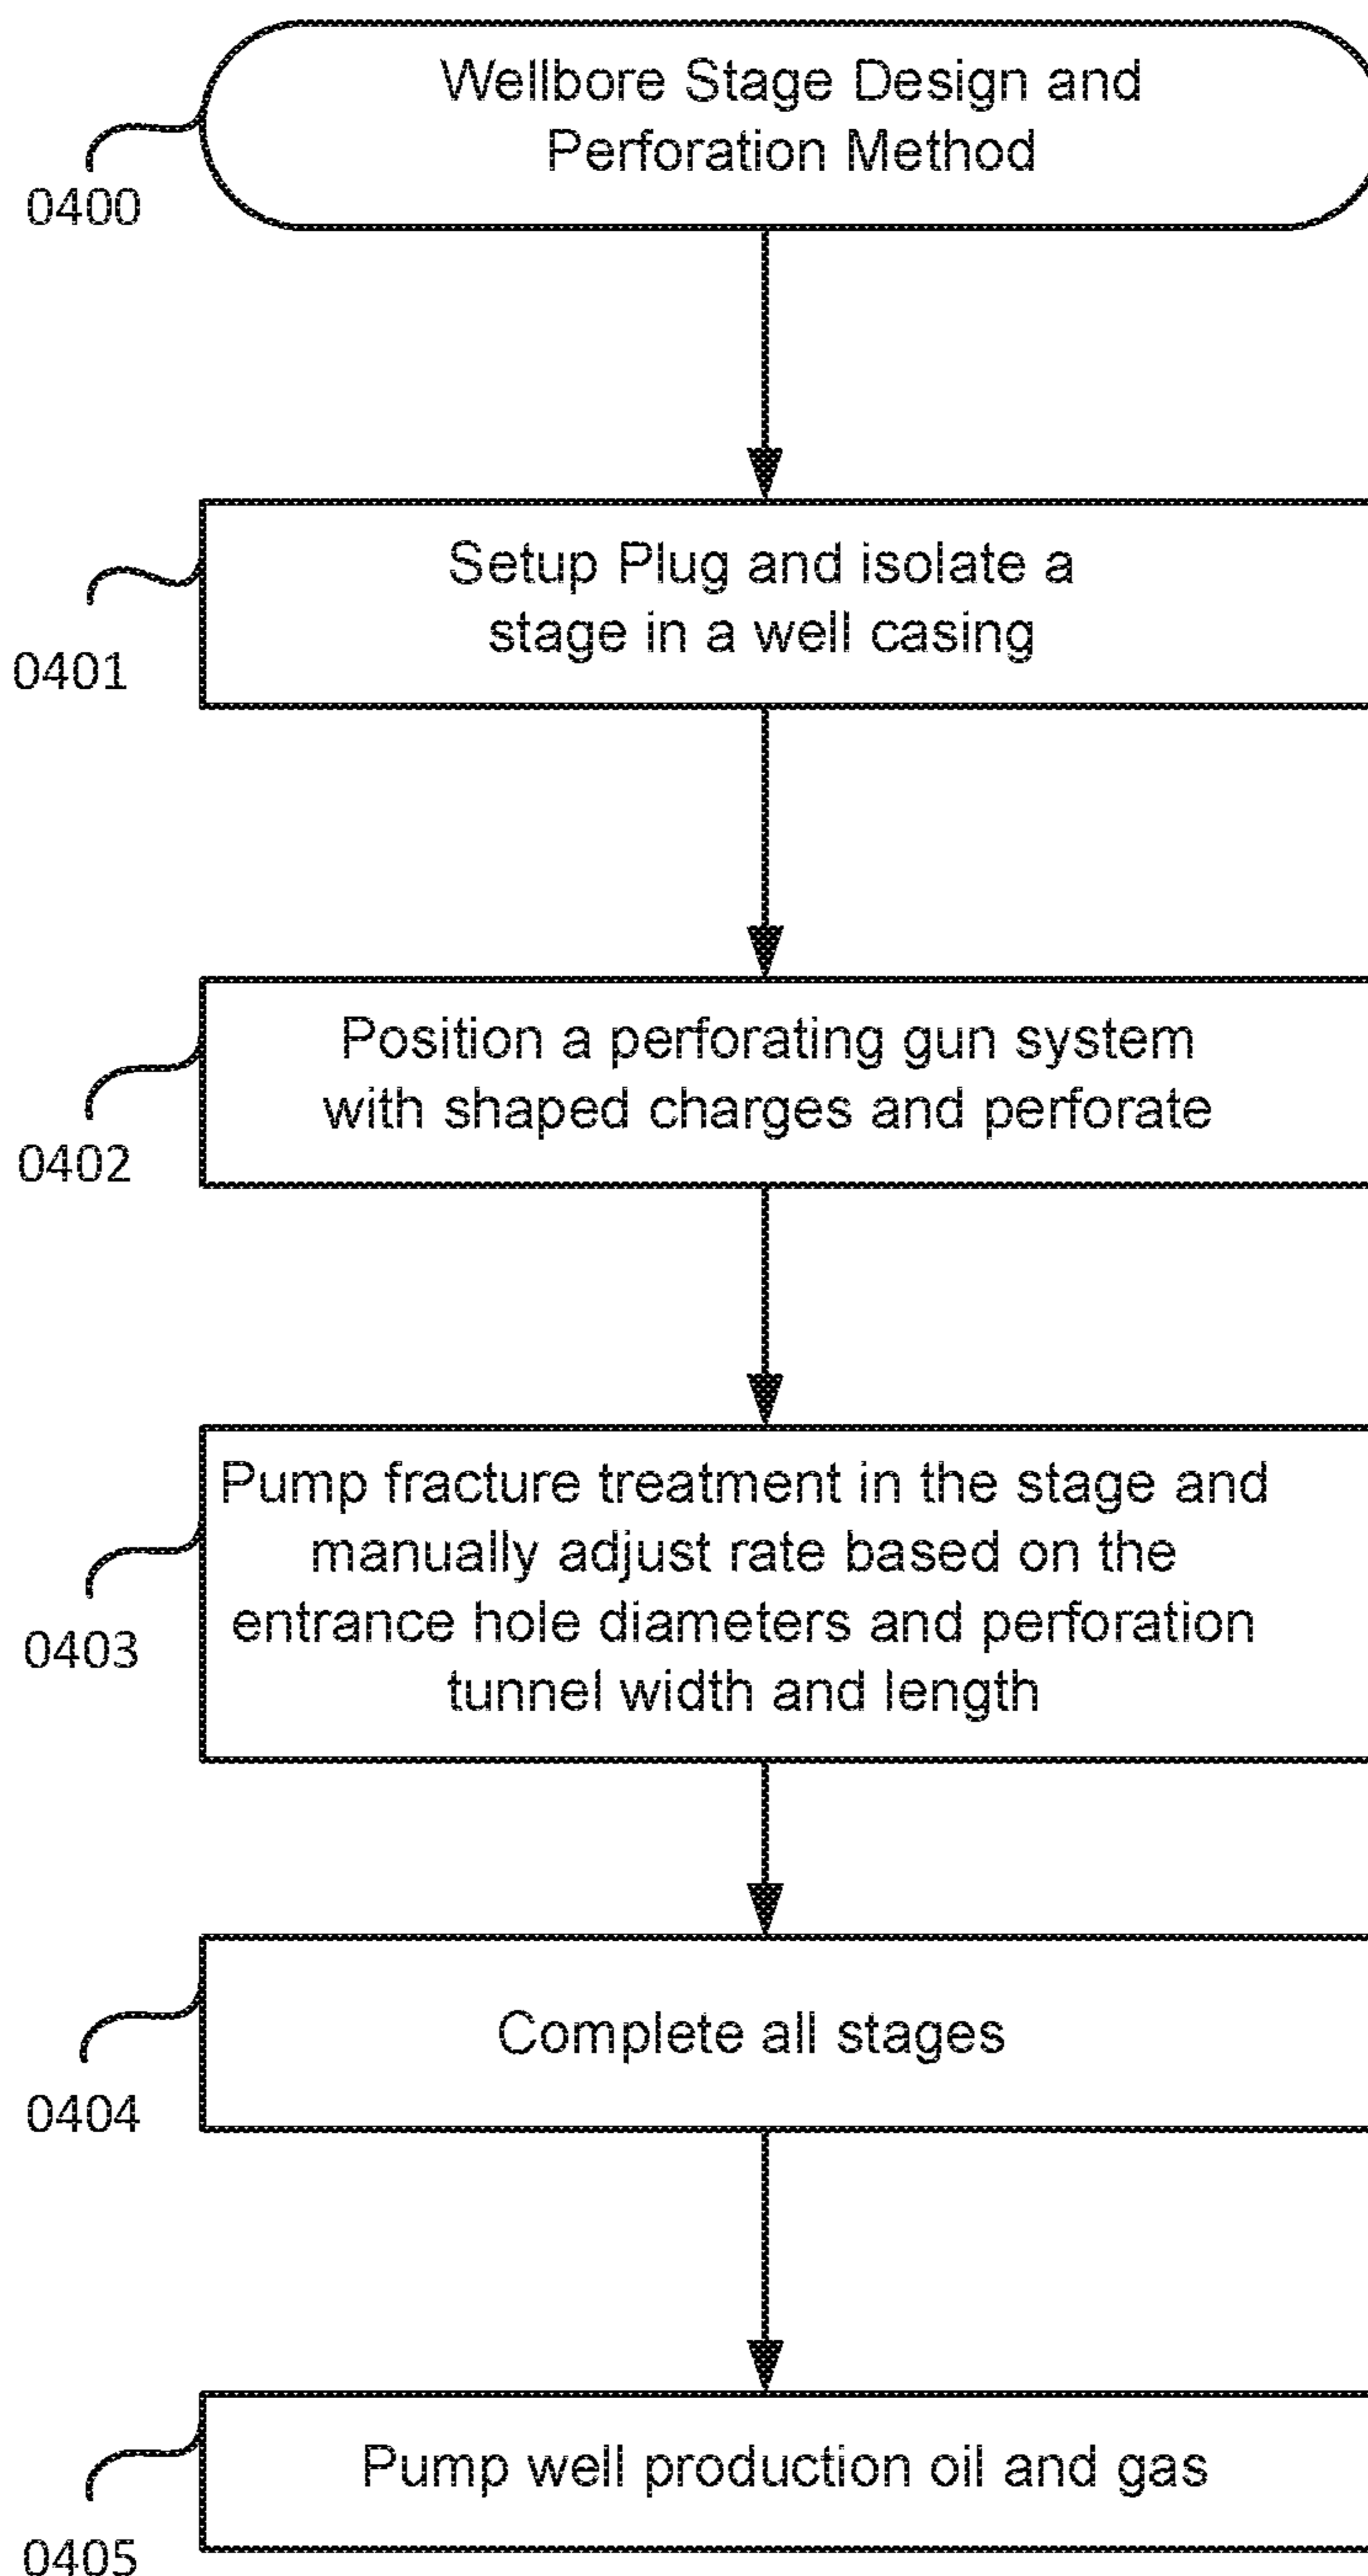 Wellbore Stage Design and
Perforation Method
0400
Setup Plug and isolate a
stage in a well casing
0401
Position a perforating gun system
with shaped charges and perforate
0402
Pump fracture treatment in the stage and
manually adjust rate based on the
entrance hole diameters and perforation
tunnel width and length
0403
Complete all stages
0404
Pump well production oil and gas
0405